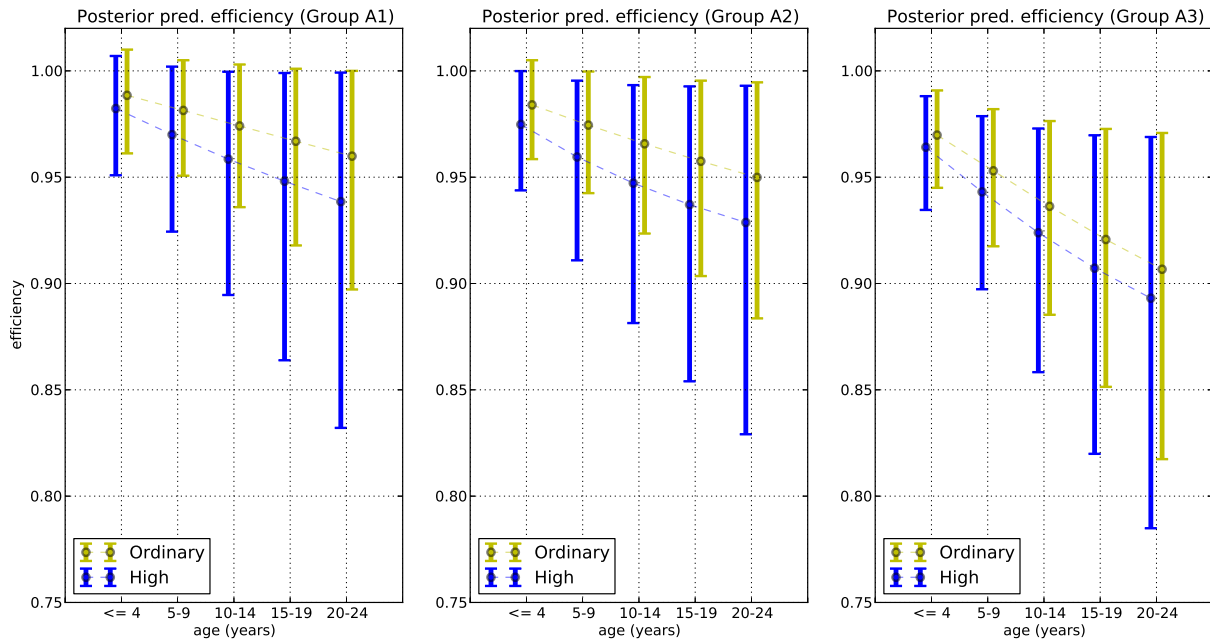 Posterior pred. efficiency (Group A1)
efficiency
1.00
0.95
0.90
0.85
0.80
0.75
Ordinary
High
<= 4 5-9 10-14 15-19 20-24
age (years)
Posterior pred. efficiency (Group A2)
1.00
0.95
0.90
0.85
0.80
0.75
Ordinary
High
<= 4 5-9 10-14 15-19 20-24
age (years)
Posterior pred. efficiency (Group A3)
1.00
0.95
0.90
0.85
0.80
0.75
Ordinary
High
<= 4 5-9 10-14 15-19 20-24
age (years)